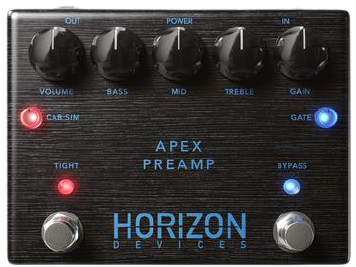 OUT POWER IN
VOLUME BASS MID TREBLE GAIN
CAB SIM GATE
APEX
PREAMP
TIGHT BYPASS
HORIZON
DEVICES